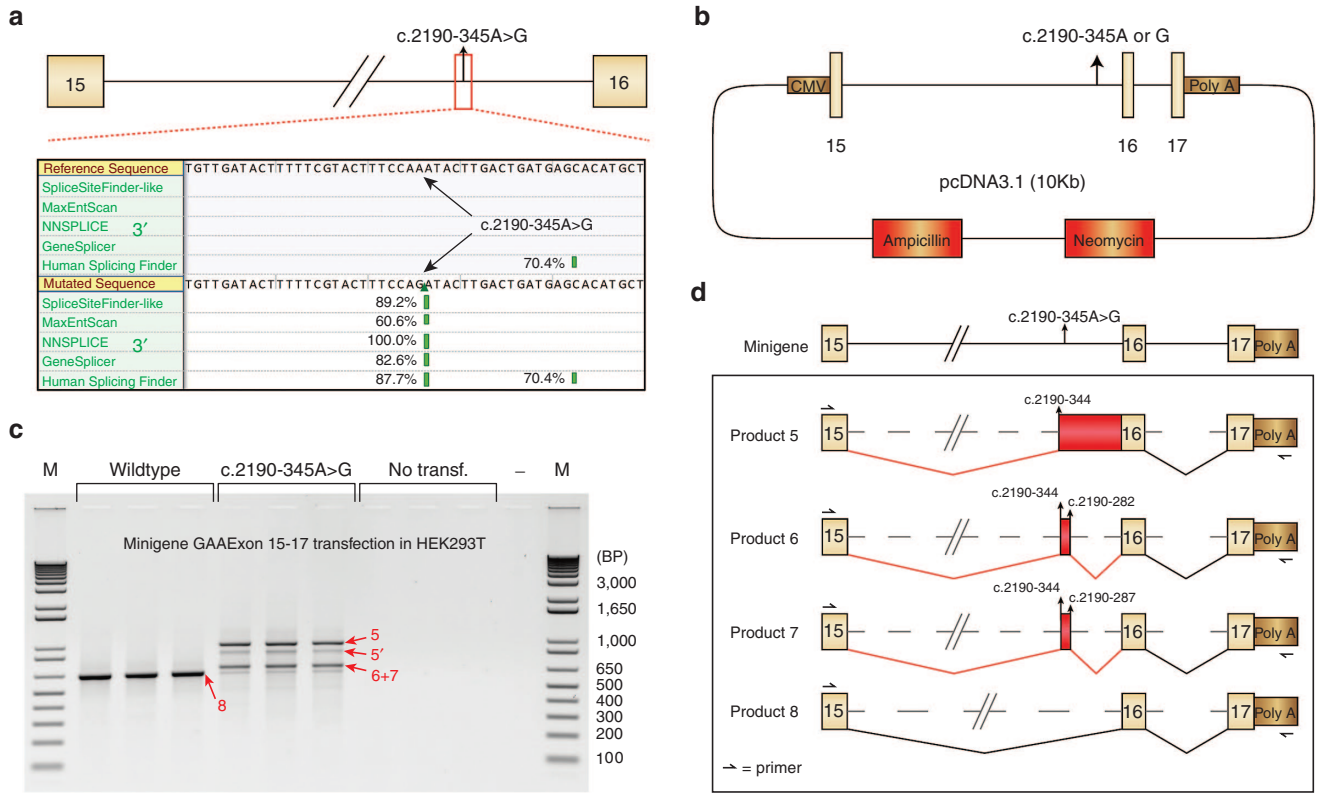 a
c.2190-345A>G
15
16
Reference Sequence TGTTGATACTTTTTCGTACTTTCCAAATACTTGACTGATGAGCACATGCT
SpliceSiteFinder-like
MaxEntScan
NNSPLICE 3′
GeneSplicer
Human Splicing Finder 70.4%
c.2190-345A>G
Mutated Sequence TGTTGATACTTTTTCGTACTTTCCAGATACTTGACTGATGAGCACATGCT
SpliceSiteFinder-like 89.2%
MaxEntScan 60.6%
NNSPLICE 3′ 100.0%
GeneSplicer 82.6%
Human Splicing Finder 87.7% 70.4%
b
c.2190-345A or G
CMV
Poly A
15 16 17
pcDNA3.1 (10Kb)
Ampicillin
Neomycin
c
M Wildtype c.2190-345A>G No transf. – M
Minigene GAAExon 15-17 transfection in HEK293T
(BP)
3,000
1,650
1,000
650
500
400
300
200
100
5
5′
6+7
8
d
c.2190-345A>G
Minigene 15 16 17 Poly A
c.2190-344
Product 5 15 16 17 Poly A
c.2190-344 c.2190-282
Product 6 15 16 17 Poly A
c.2190-344 c.2190-287
Product 7 15 16 17 Poly A
Product 8 15 16 17 Poly A
= primer